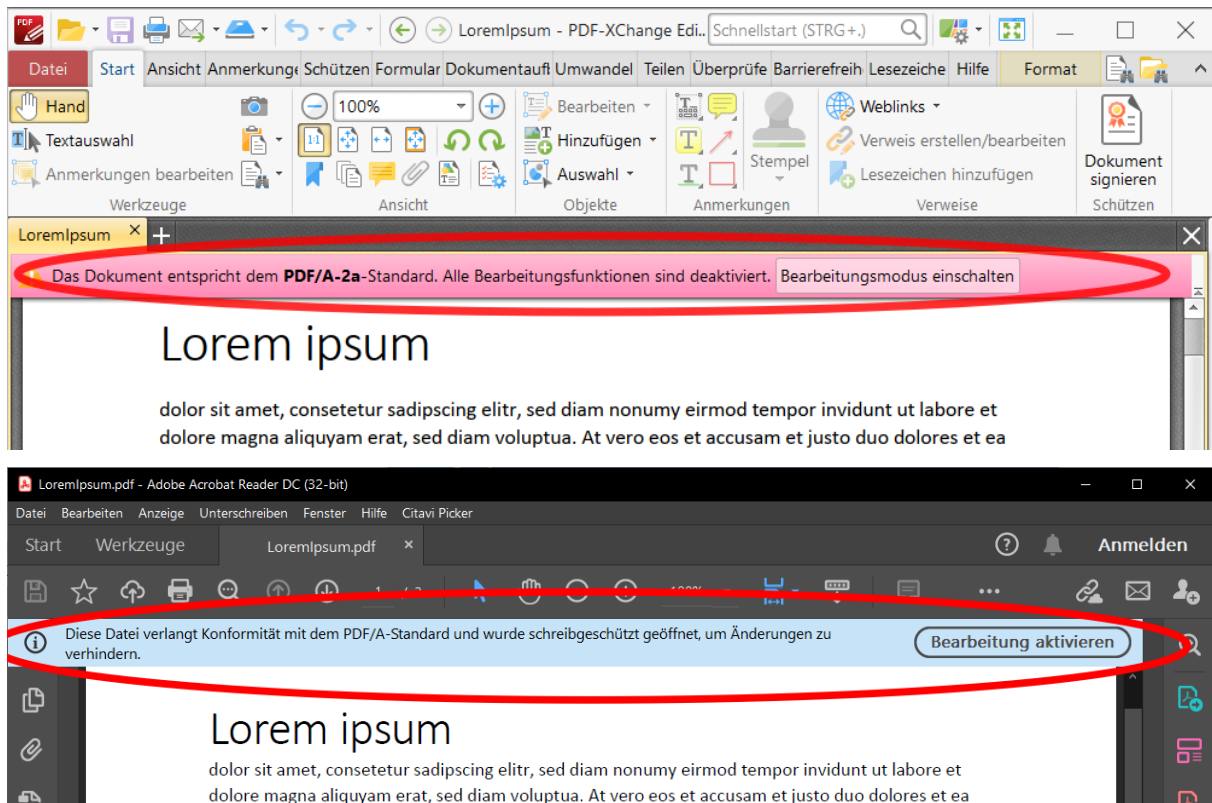 PDF
LoremIpsum - PDF-XChange Edi..
Schnellstart (STRG+.)
Datei Start Ansicht Anmerkunge Schützen Formular Dokumentaufl Umwandel Teilen Überprüfe Barrierefreih Lesezeiche Hilfe Format
Hand
100%
Bearbeiten
Weblinks
Textauswahl
1:1
Hinzufügen
Verweis erstellen/bearbeiten
Anmerkungen bearbeiten
Auswahl
Stempel
Lesezeichen hinzufügen
Dokument
signieren
Werkzeuge Ansicht Objekte Anmerkungen Verweise Schützen
LoremIpsum
Das Dokument entspricht dem PDF/A-2a-Standard. Alle Bearbeitungsfunktionen sind deaktiviert. Bearbeitungsmodus einschalten
Lorem ipsum
dolor sit amet, consetetur sadipscing elitr, sed diam nonumy eirmod tempor invidunt ut labore et
dolore magna aliquyam erat, sed diam voluptua. At vero eos et accusam et justo duo dolores et ea
LoremIpsum.pdf - Adobe Acrobat Reader DC (32-bit)
Datei Bearbeiten Anzeige Unterschreiben Fenster Hilfe Citavi Picker
Start Werkzeuge LoremIpsum.pdf Anmelden
Diese Datei verlangt Konformität mit dem PDF/A-Standard und wurde schreibgeschützt geöffnet, um Änderungen zu
verhindern.
Bearbeitung aktivieren
Lorem ipsum
dolor sit amet, consetetur sadipscing elitr, sed diam nonumy eirmod tempor invidunt ut labore et
dolore magna aliquyam erat, sed diam voluptua. At vero eos et accusam et justo duo dolores et ea